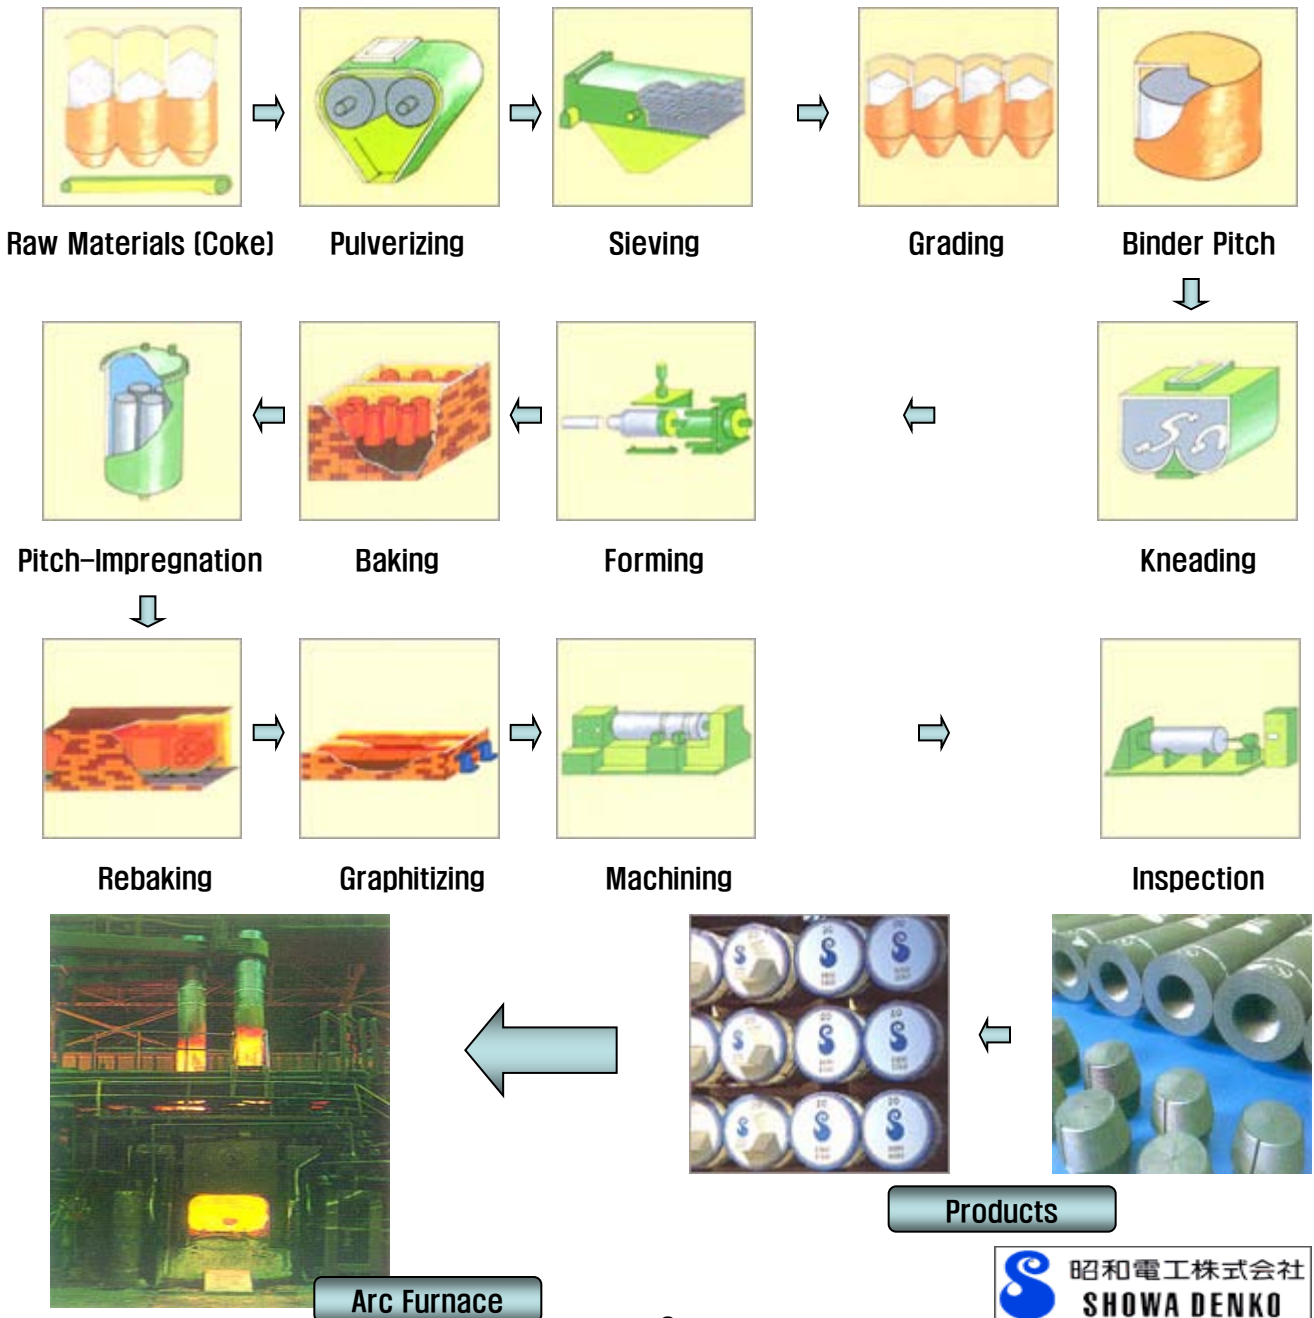 Raw Materials (Coke)
Pulverizing
Sieving
Grading
Binder Pitch
Pitch-Impregnation
Baking
Forming
Kneading
Rebaking
Graphitizing
Machining
Inspection
Products
Arc Furnace
昭和電工株式会社
SHOWA DENKO